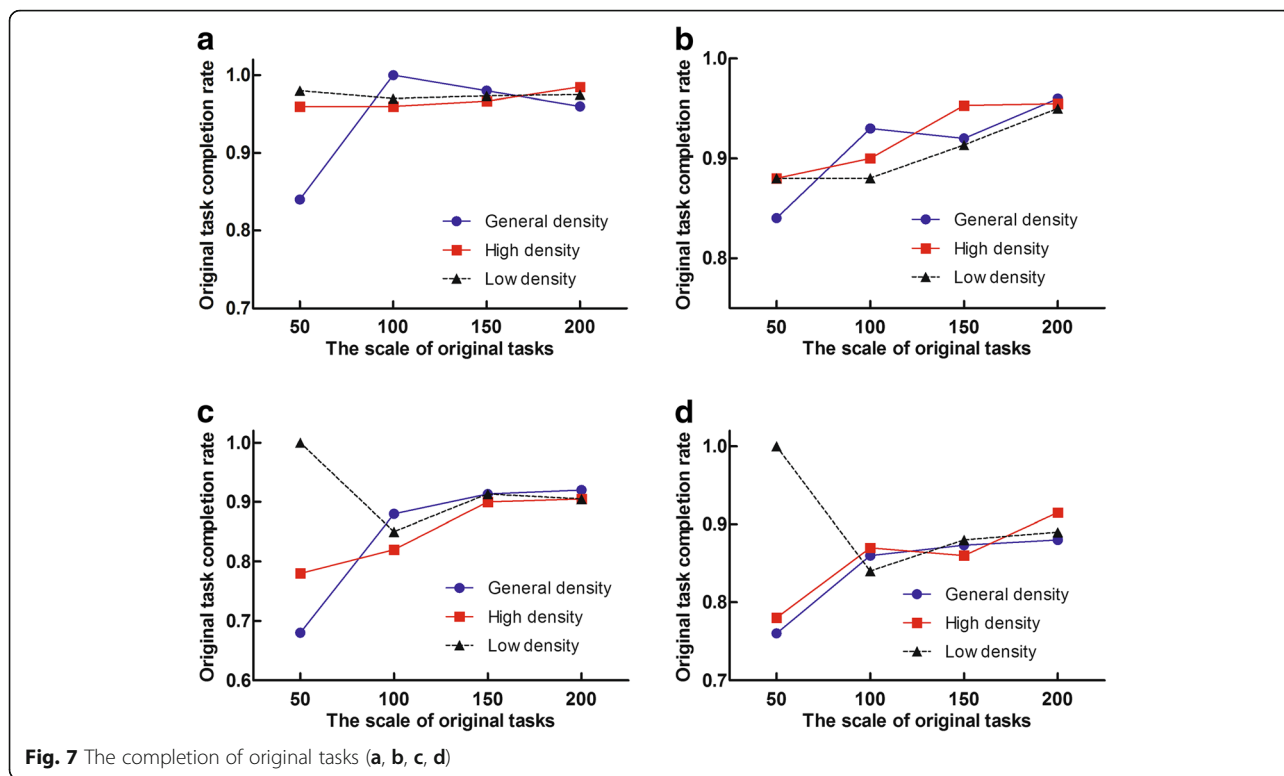 a
Original task completion rate
1.0
0.9
0.8
0.7
General density
High density
Low density
50 100 150 200
The scale of original tasks
b
Original task completion rate
1.0
0.9
0.8
General density
High density
Low density
50 100 150 200
The scale of original tasks
c
Original task completion rate
1.0
0.9
0.8
0.7
0.6
General density
High density
Low density
50 100 150 200
The scale of original tasks
d
Original task completion rate
1.0
0.9
0.8
0.7
General density
High density
Low density
50 100 150 200
The scale of original tasks
Fig. 7 The completion of original tasks (a, b, c, d)